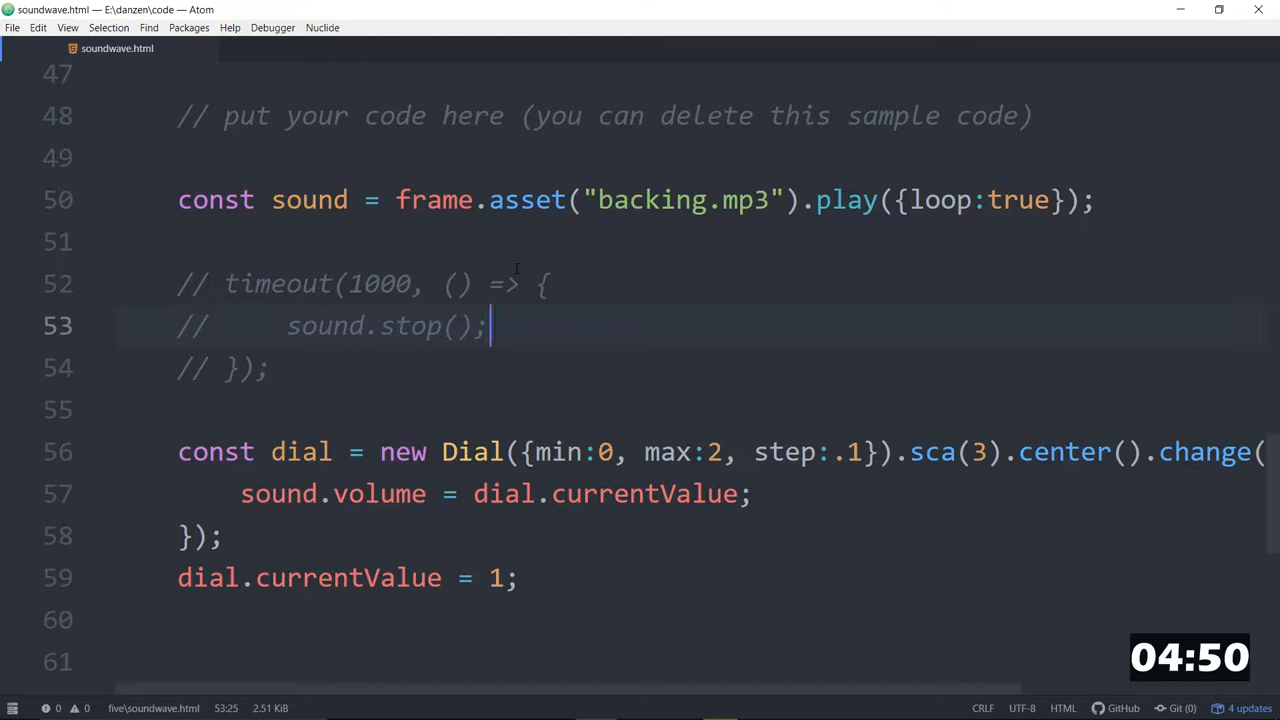 soundwave.html — E:\danzen\code — Atom
File Edit View Selection Find Packages Help Debugger Nuclide
soundwave.html
47
48 // put your code here (you can delete this sample code)
49
50 const sound = frame.asset("backing.mp3").play({loop:true});
51
52 // timeout(1000, () => {
53 //     sound.stop();
54 // });
55
56 const dial = new Dial({min:0, max:2, step:.1}).sca(3).center().change(
57     sound.volume = dial.currentValue;
58 });
59 dial.currentValue = 1;
60
61
04:50
0 0 five\soundwave.html 53:25 2.51 KiB CRLF UTF-8 HTML GitHub Git (0) 4 updates